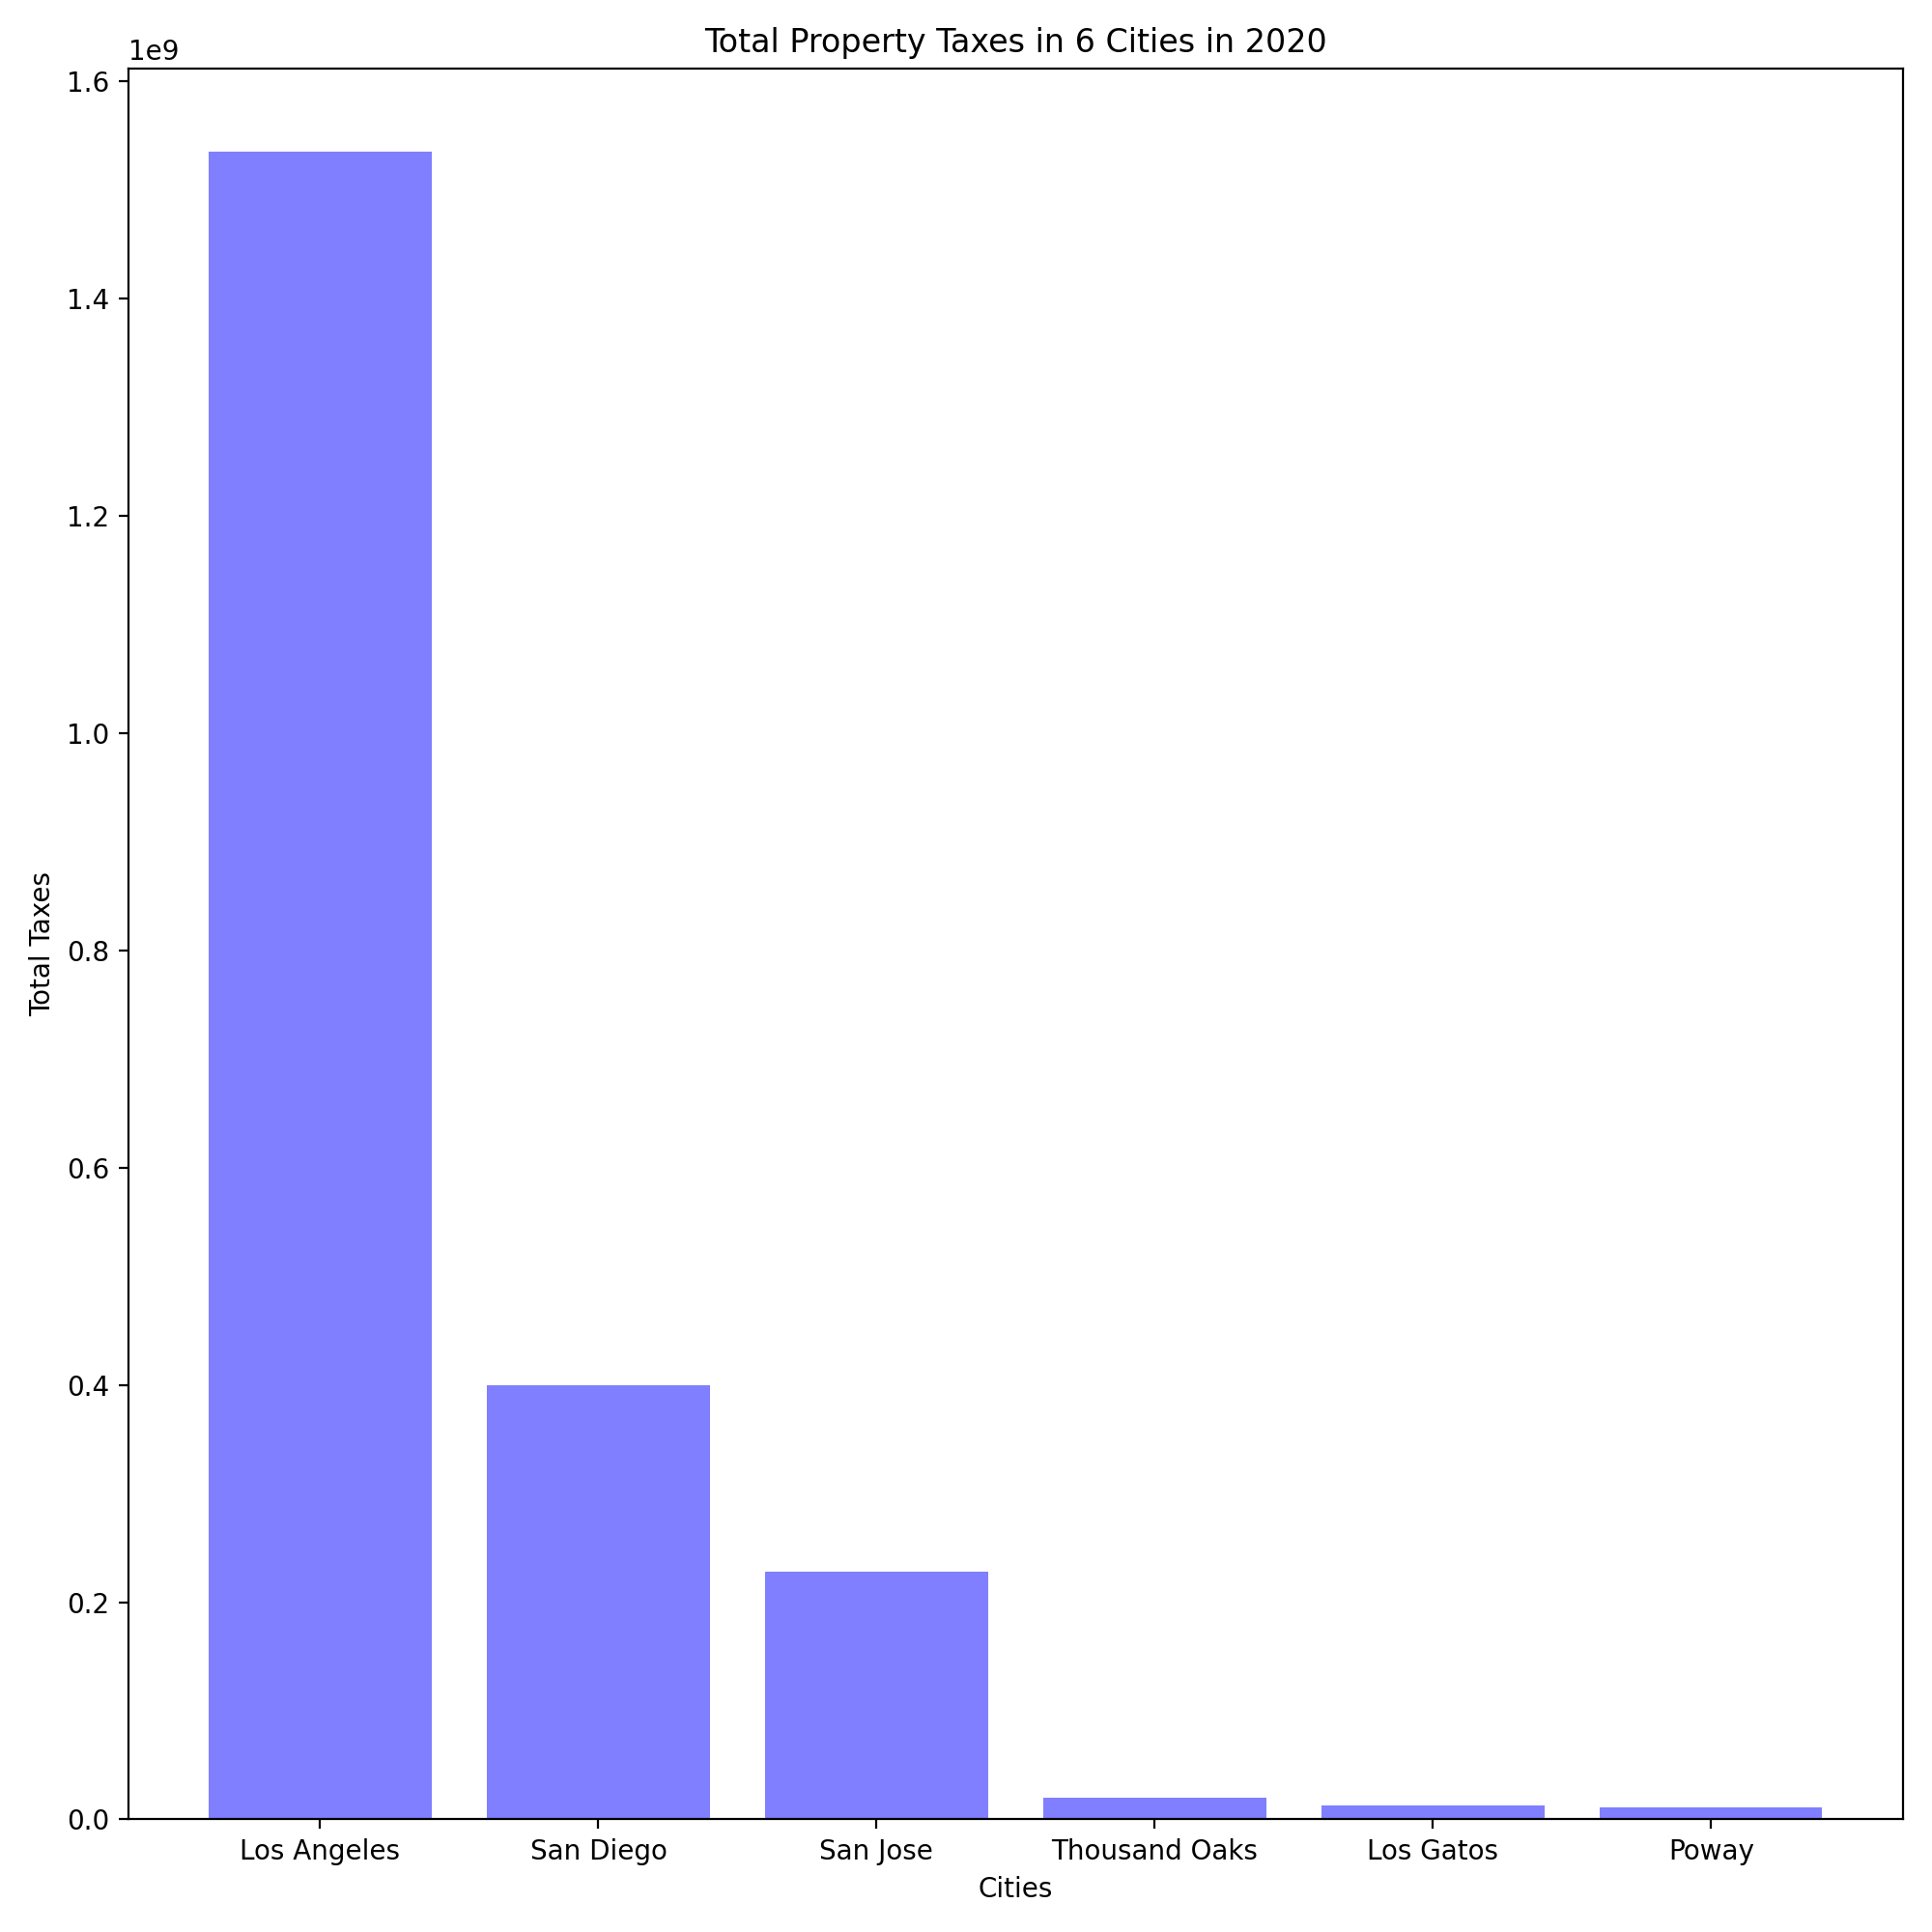 Total Property Taxes in 6 Cities in 2020
1e9
1.6
1.4
1.2
1.0
0.8
0.6
0.4
0.2
0.0
Total Taxes
Los Angeles San Diego San Jose Thousand Oaks Los Gatos Poway
Cities